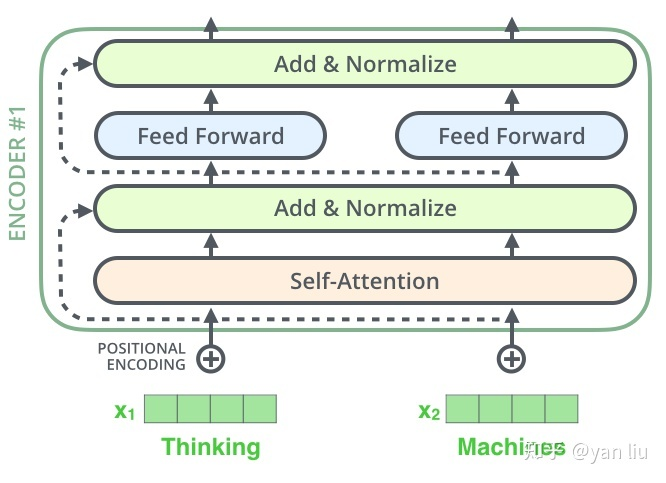 Add & Normalize
Feed Forward
Feed Forward
ENCODER #1
Add & Normalize
Self-Attention
POSITIONAL
ENCODING
x1
x2
Thinking
Machines
知乎 @yan liu